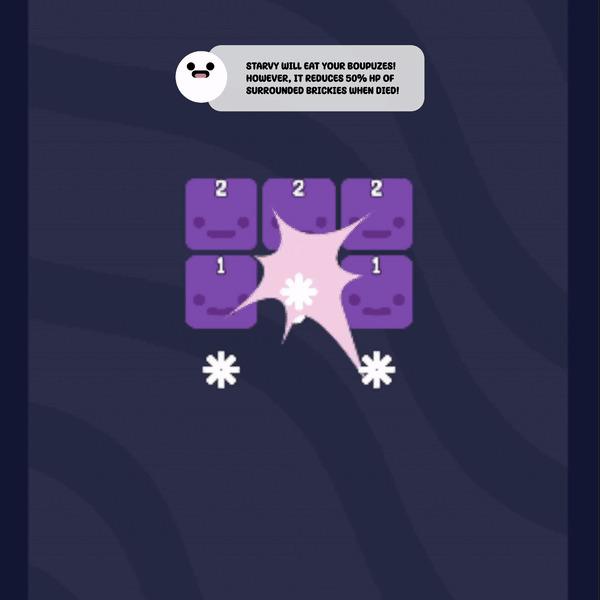 STARVY WILL EAT YOUR BOUPUZES!
HOWEVER, IT REDUCES 50% HP OF
SURROUNDED BRICKIES WHEN DIED!
2 2 2
1 1